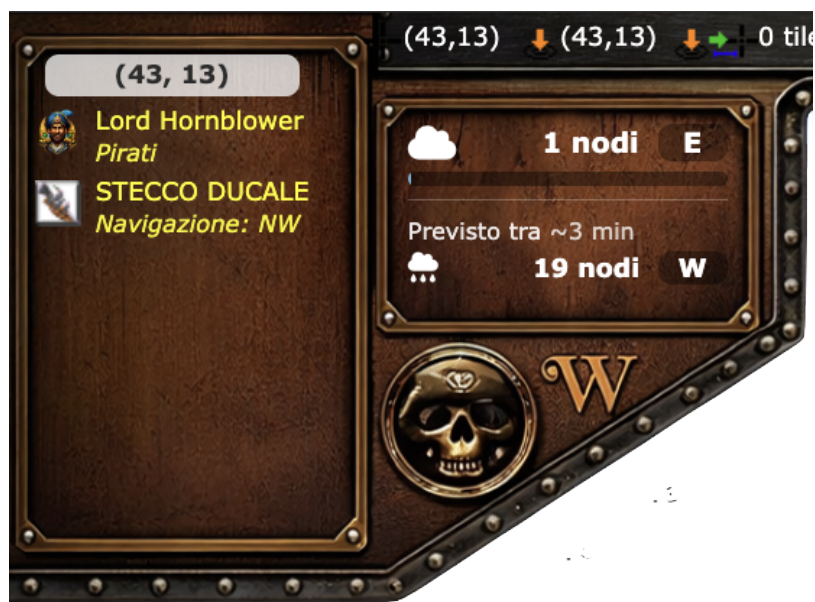 (43,13) (43,13) 0 tile
(43, 13)
Lord Hornblower
Pirati
STECCO DUCALE
Navigazione: NW
1 nodi E
Previsto tra ~3 min
19 nodi W
W